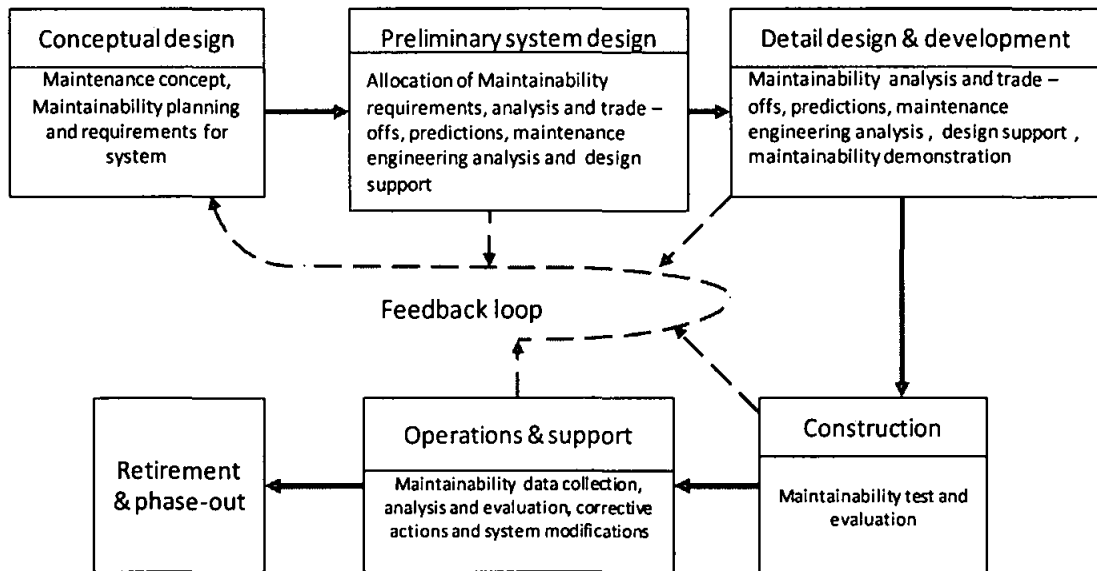 Conceptual design
Maintenance concept,
Maintainability planning
and requirements for
system
Preliminary system design
Allocation of Maintainability
requirements, analysis and trade –
offs, predictions, maintenance
engineering analysis and design
support
Detail design & development
Maintainability analysis and trade –
offs, predictions, maintenance
engineering analysis , design support ,
maintainability demonstration
Feedback loop
Retirement
& phase-out
Operations & support
Maintainability data collection,
analysis and evaluation, corrective
actions and system modifications
Construction
Maintainability test and
evaluation